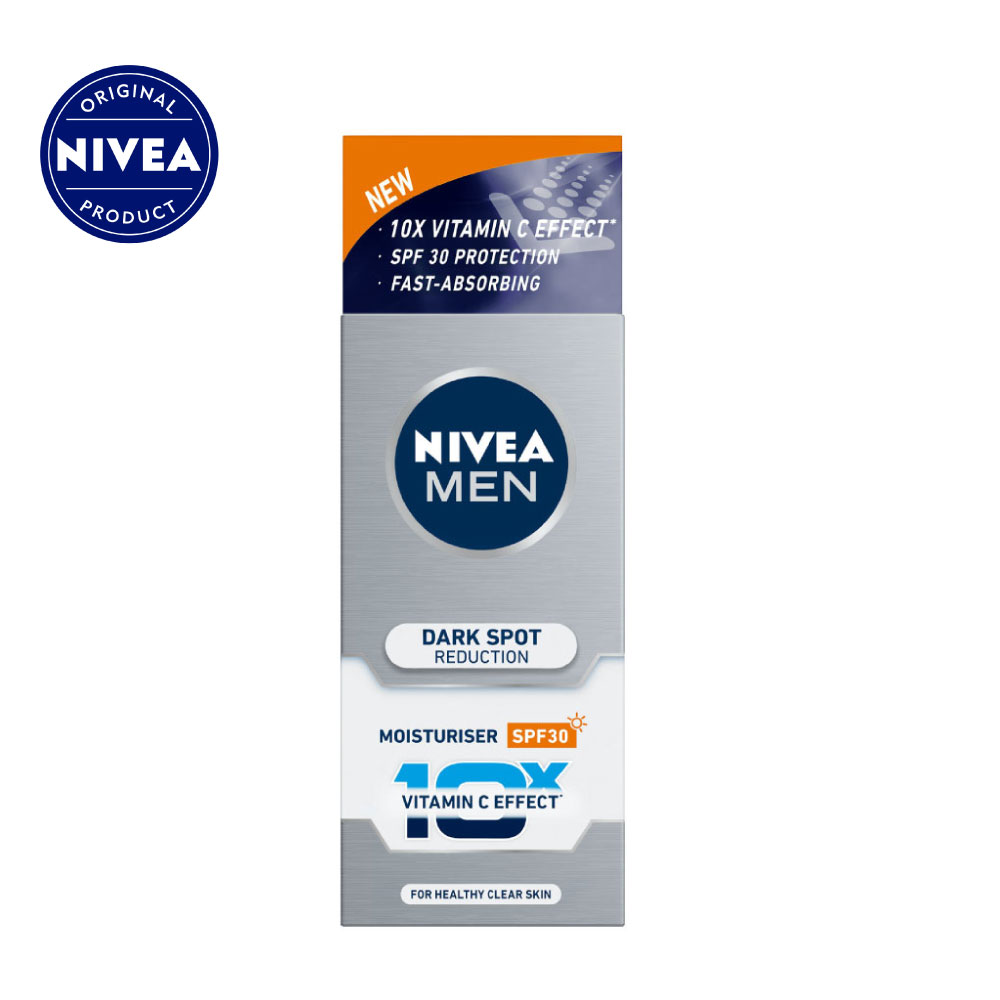 ORIGINAL
NIVEA
PRODUCT
NEW
· 10X VITAMIN C EFFECT*
· SPF 30 PROTECTION
· FAST-ABSORBING
NIVEA
MEN
DARK SPOT
REDUCTION
MOISTURISER SPF30
10X
VITAMIN C EFFECT*
FOR HEALTHY CLEAR SKIN